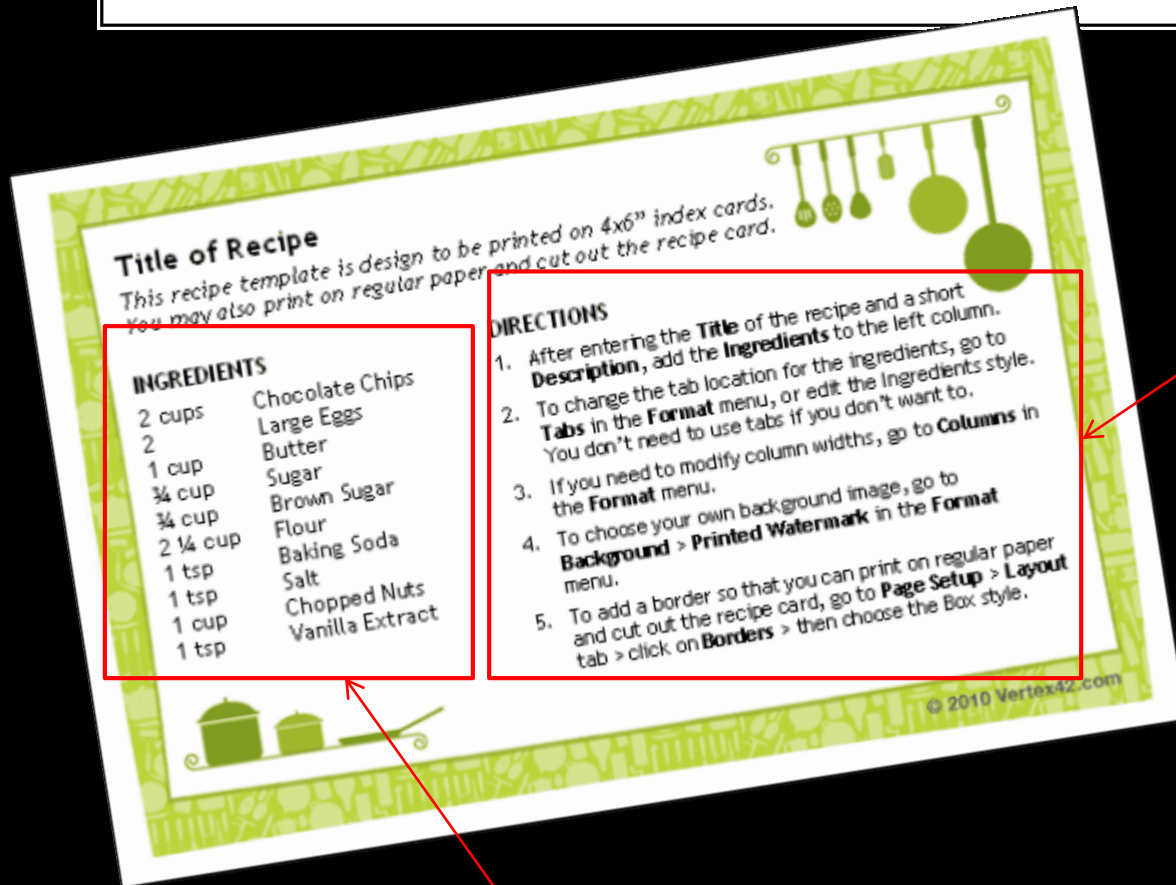 Title of Recipe
This recipe template is design to be printed on 4x6” index cards.
You may also print on regular paper and cut out the recipe card.
INGREDIENTS
2 cups Chocolate Chips
2 Large Eggs
1 cup Butter
¾ cup Sugar
¾ cup Brown Sugar
2 ¼ cup Flour
1 tsp Baking Soda
1 tsp Salt
1 cup Chopped Nuts
1 tsp Vanilla Extract
DIRECTIONS
1. After entering the Title of the recipe and a short
Description, add the Ingredients to the left column.
2. To change the tab location for the ingredients, go to
Tabs in the Format menu, or edit the Ingredients style.
You don’t need to use tabs if you don’t want to.
3. If you need to modify column widths, go to Columns in
the Format menu.
4. To choose your own background image, go to
Background > Printed Watermark in the Format
menu.
5. To add a border so that you can print on regular paper
and cut out the recipe card, go to Page Setup > Layout
tab > click on Borders > then choose the Box style.
© 2010 Vertex42.com